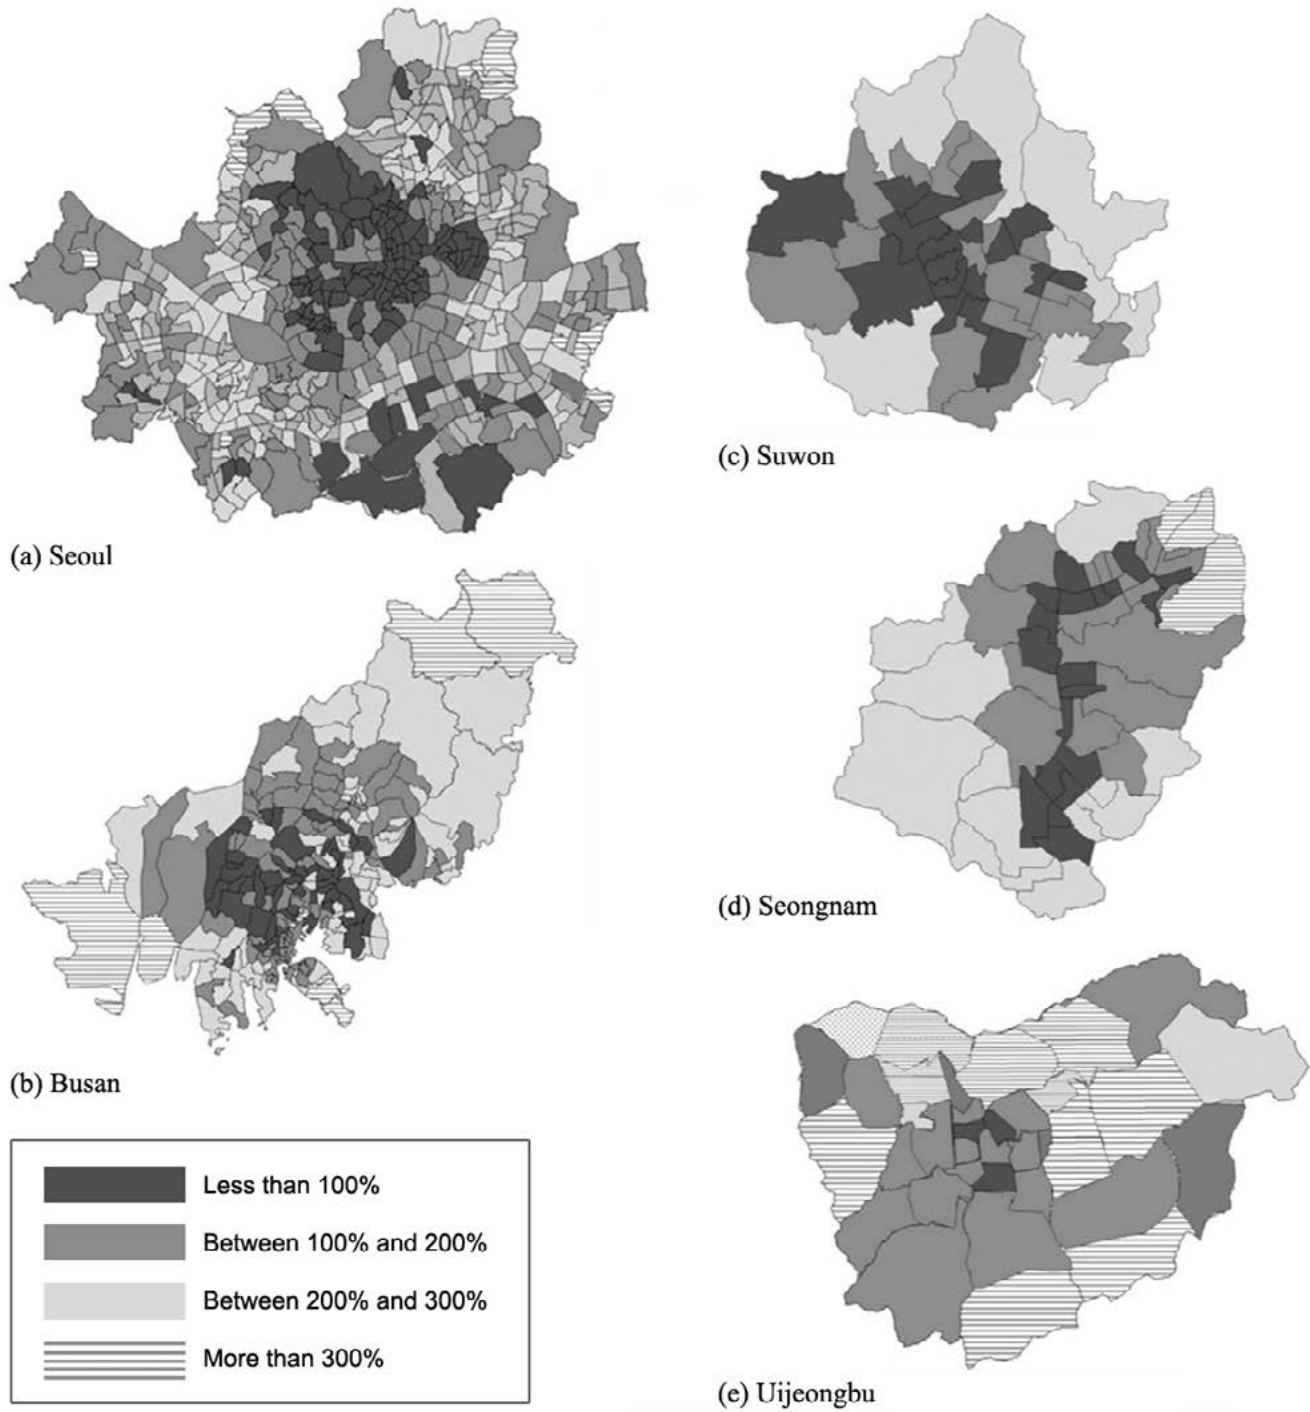 (a) Seoul
(b) Busan
Less than 100%
Between 100% and 200%
Between 200% and 300%
More than 300%
(c) Suwon
(d) Seongnam
(e) Uijeongbu